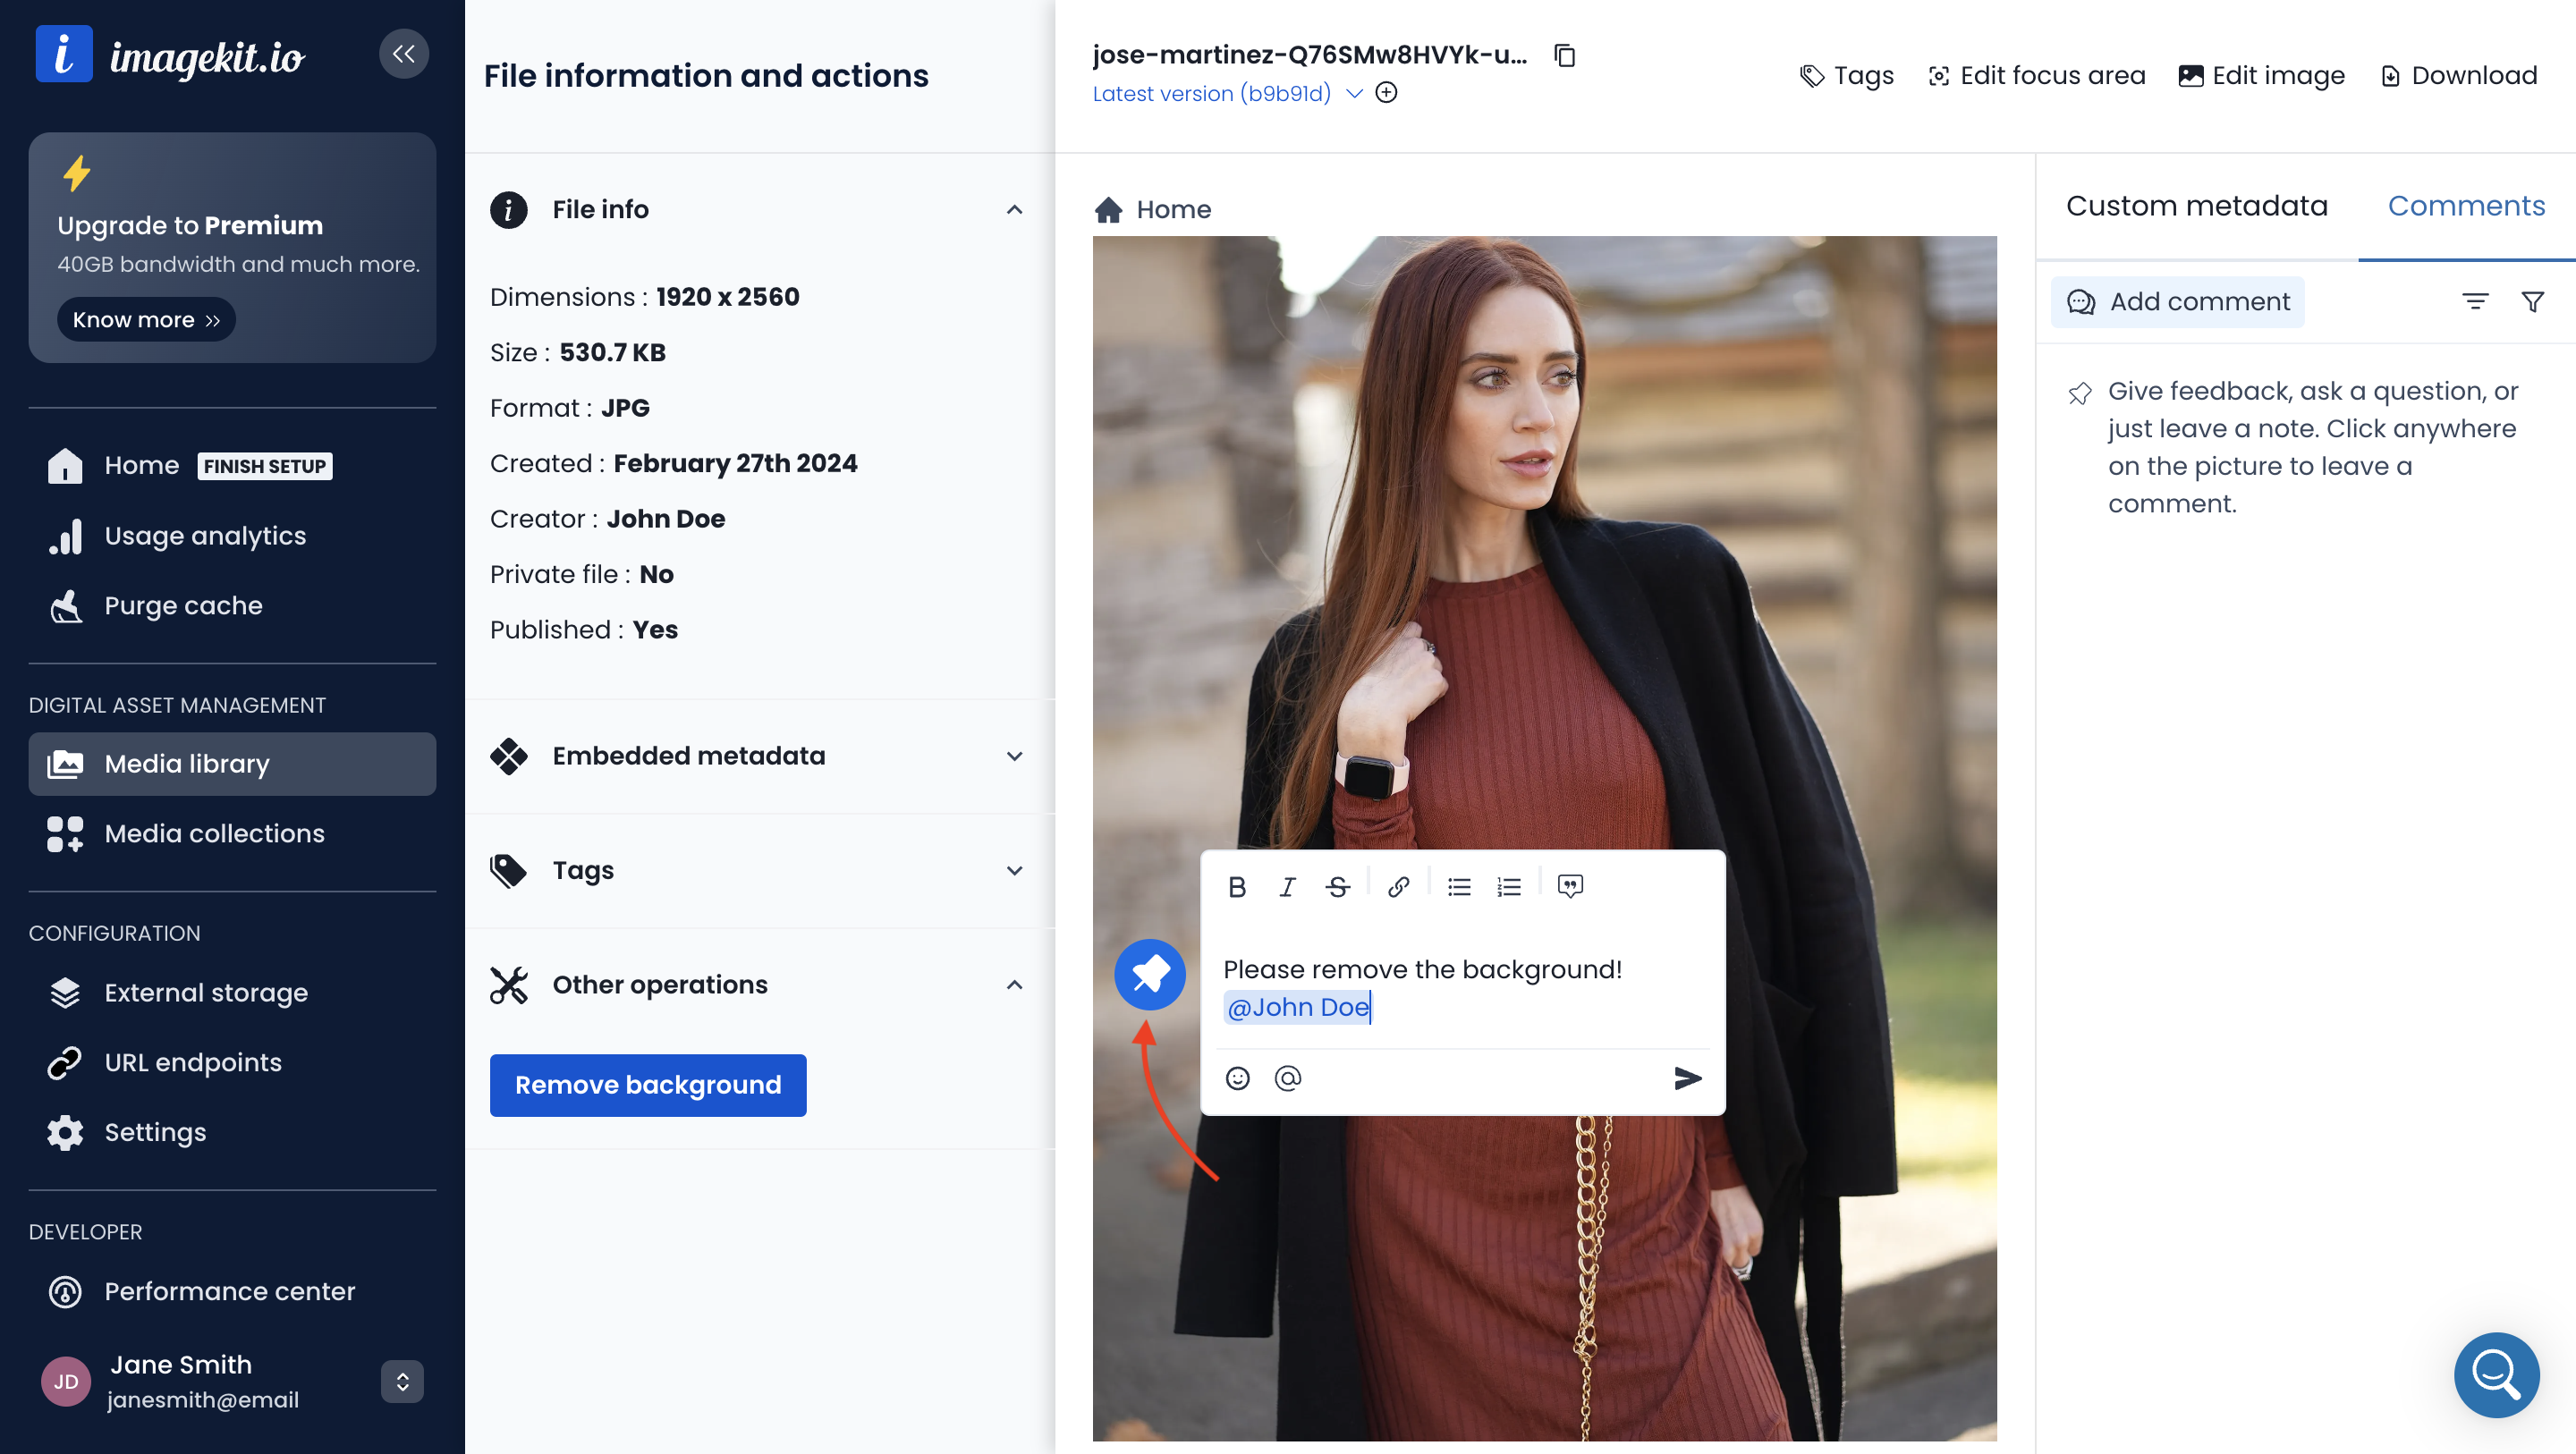 i imagekit.io
Upgrade to Premium
40GB bandwidth and much more.
Know more
Home FINISH SETUP
Usage analytics
Purge cache
DIGITAL ASSET MANAGEMENT
Media library
Media collections
CONFIGURATION
External storage
URL endpoints
Settings
DEVELOPER
Performance center
JD
Jane Smith
janesmith@email
File information and actions
File info
Dimensions : 1920 x 2560
Size : 530.7 KB
Format : JPG
Created : February 27th 2024
Creator : John Doe
Private file : No
Published : Yes
Embedded metadata
Tags
Other operations
Remove background
jose-martinez-Q76SMw8HVYk-u...
Latest version (b9b91d)
Tags
Edit focus area
Edit image
Download
Home
B I S
Please remove the background!
@John Doe
@
Custom metadata
Comments
Add comment
Give feedback, ask a question, or
just leave a note. Click anywhere
on the picture to leave a
comment.